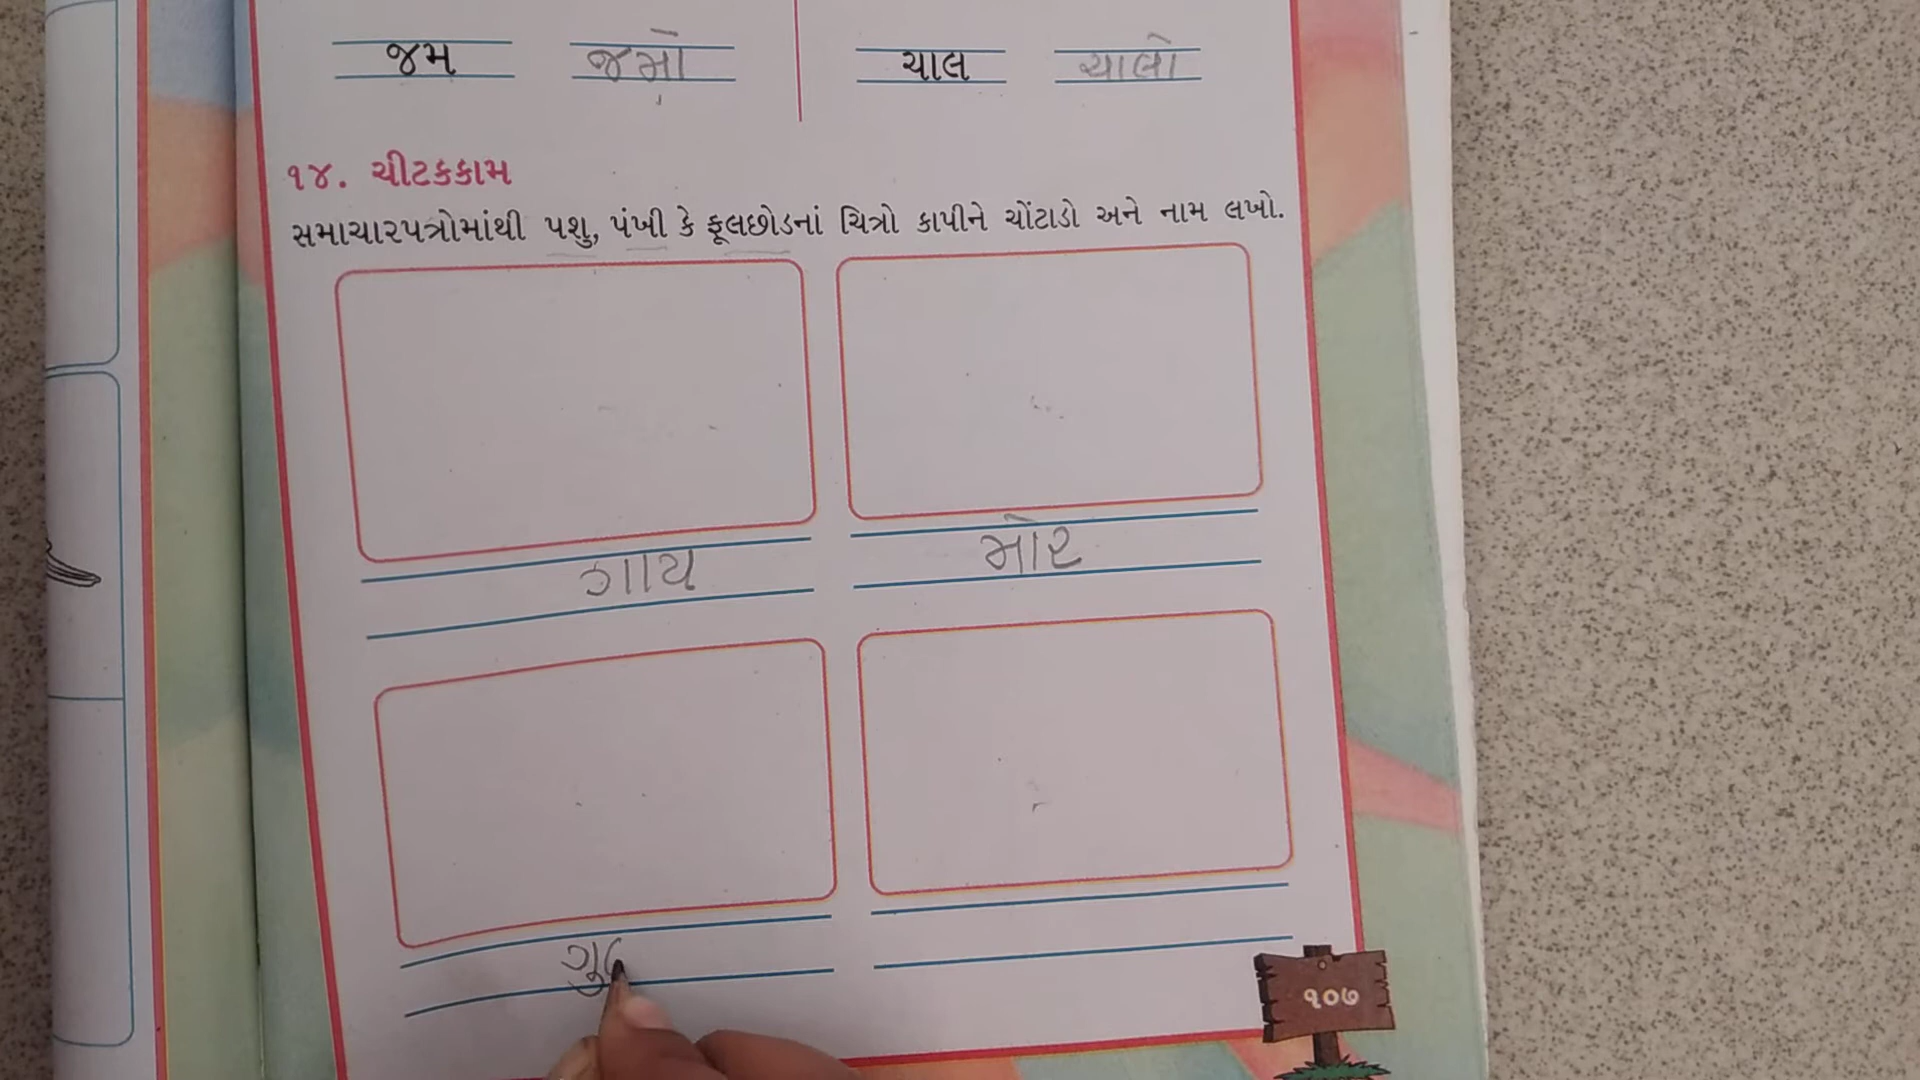 જમ જમો ચાલ ચાલો
૧૪. ચીટકકામ
સમાચારપત્રોમાંથી પશુ, પંખી કે ફૂલછોડનાં ચિત્રો કાપીને ચોંટાડો અને નામ લખો.
ગાય મોર
૧૦૭